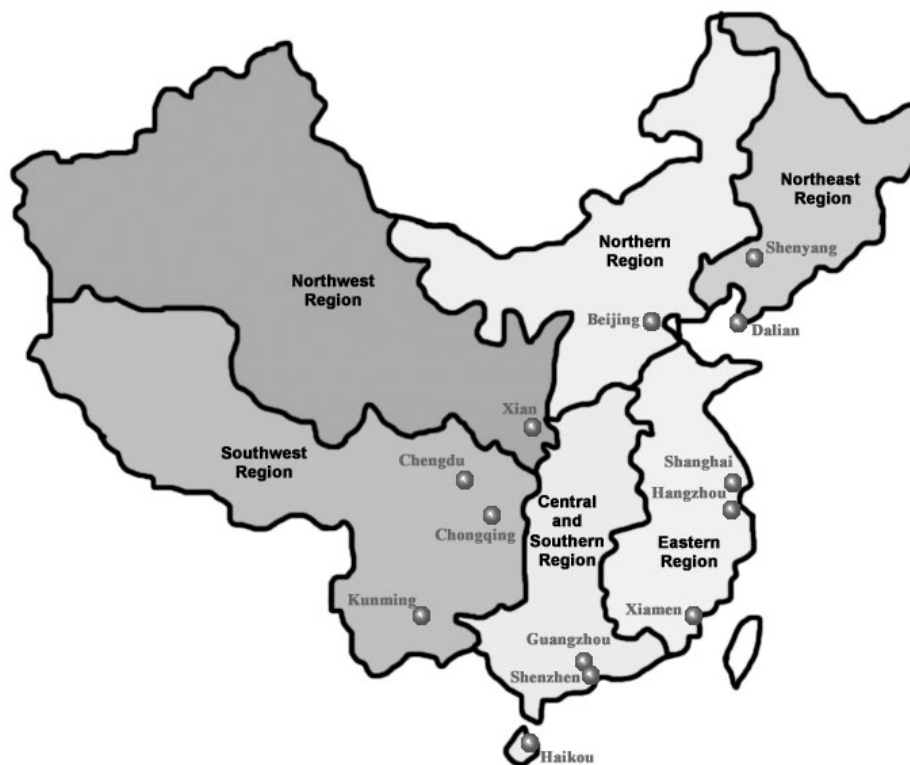 Northeast
Region
Northern
Region
Shenyang
Northwest
Region
Beijing
Dalian
Xian
Southwest
Region
Chengdu
Shanghai
Hangzhou
Chongqing
Central
and
Southern
Region
Eastern
Region
Kunming
Xiamen
Guangzhou
Shenzhen
Haikou